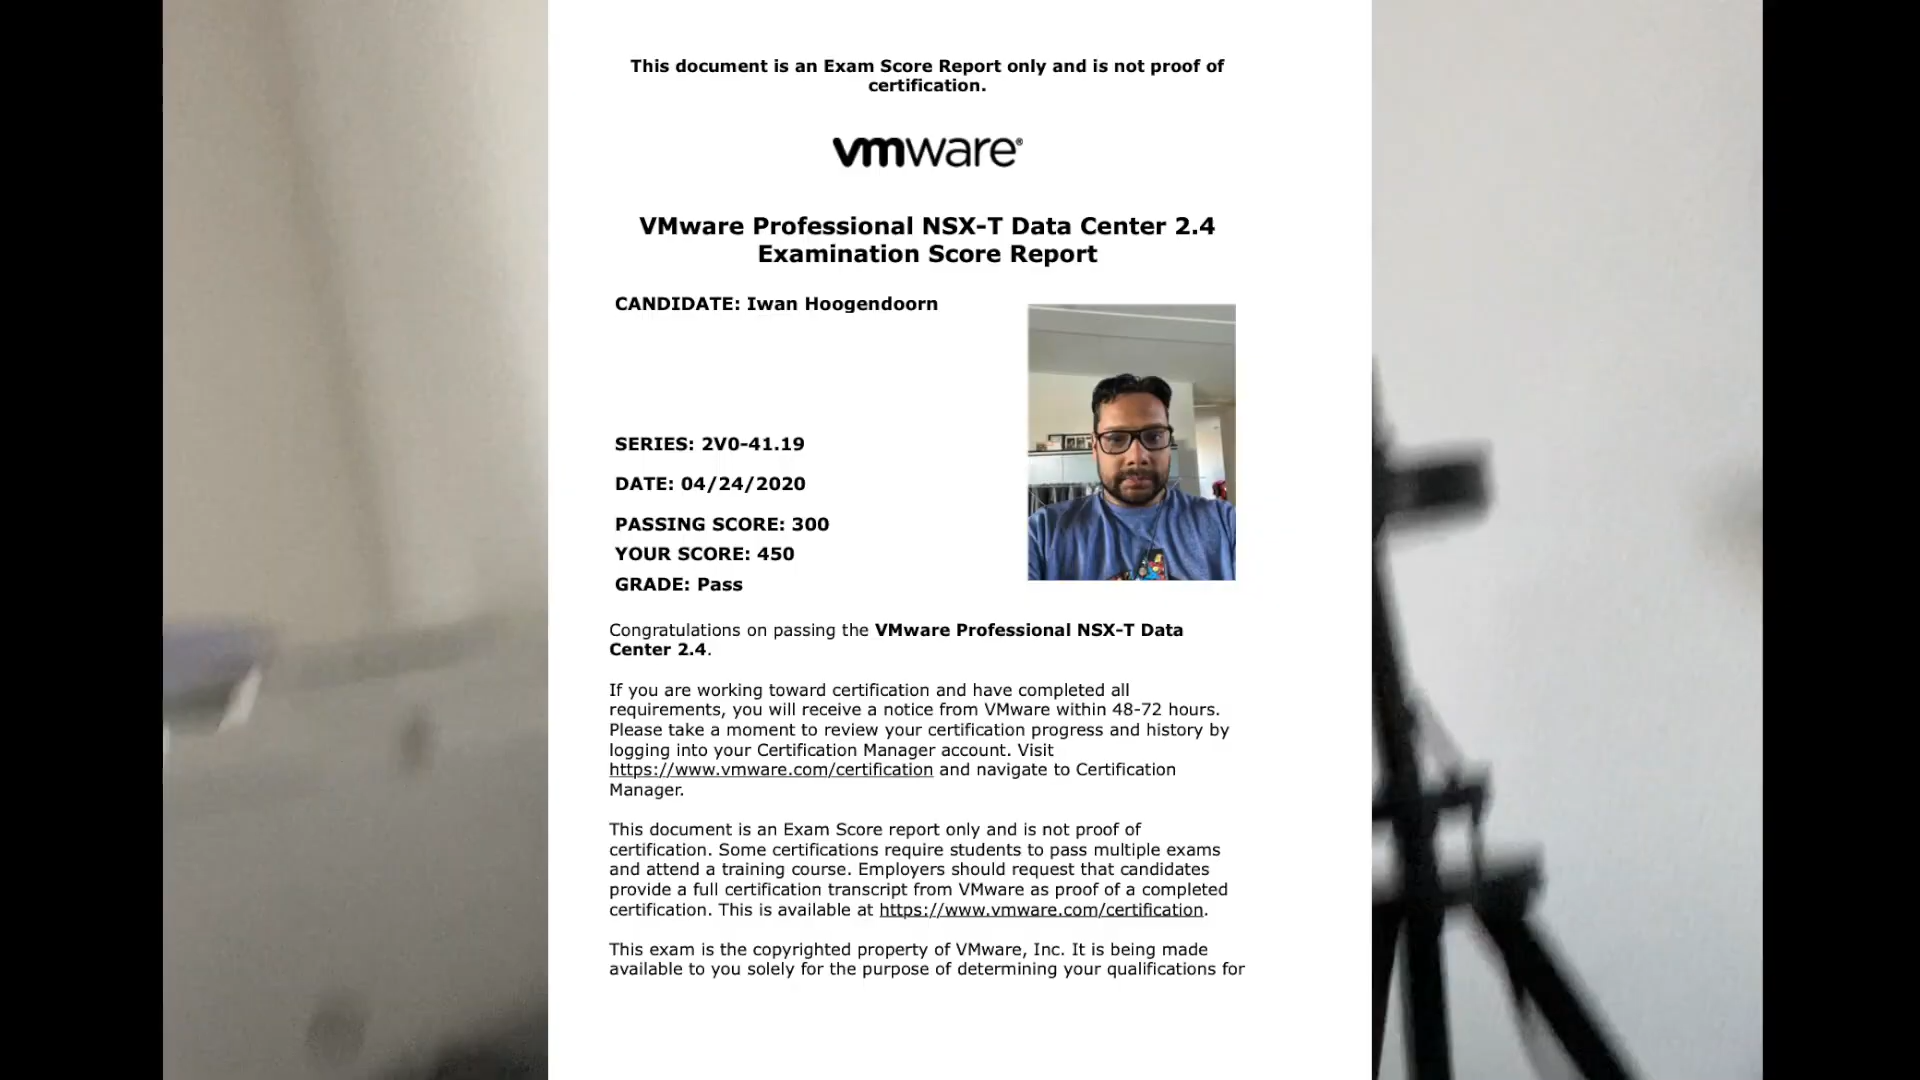 This document is an Exam Score Report only and is not proof of
certification.
vmware®
VMware Professional NSX-T Data Center 2.4
Examination Score Report
CANDIDATE: Iwan Hoogendoorn
SERIES: 2V0-41.19
DATE: 04/24/2020
PASSING SCORE: 300
YOUR SCORE: 450
GRADE: Pass
Congratulations on passing the VMware Professional NSX-T Data
Center 2.4.
If you are working toward certification and have completed all
requirements, you will receive a notice from VMware within 48-72 hours.
Please take a moment to review your certification progress and history by
logging into your Certification Manager account. Visit
https://www.vmware.com/certification and navigate to Certification
Manager.
This document is an Exam Score report only and is not proof of
certification. Some certifications require students to pass multiple exams
and attend a training course. Employers should request that candidates
provide a full certification transcript from VMware as proof of a completed
certification. This is available at https://www.vmware.com/certification.
This exam is the copyrighted property of VMware, Inc. It is being made
available to you solely for the purpose of determining your qualifications for